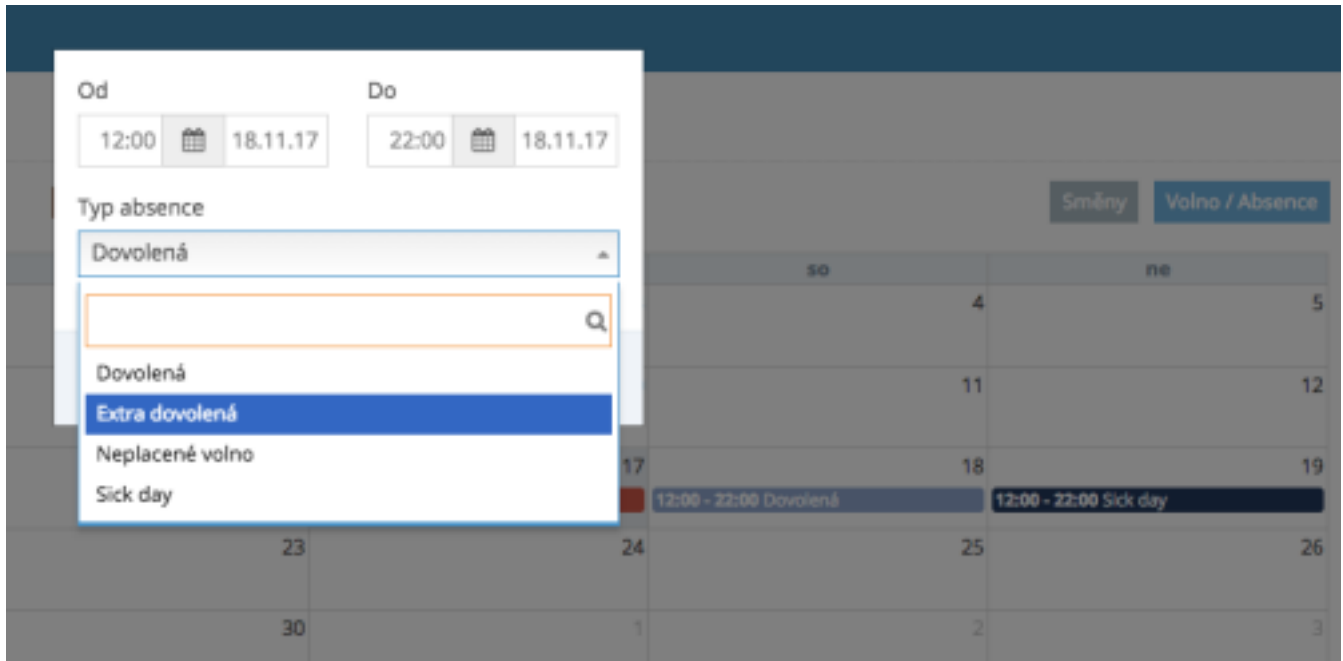 Od Do
12:00 18.11.17 22:00 18.11.17
Typ absence
Směny Volno / Absence
Dovolená
so ne
4 5
Dovolená
11 12
Extra dovolená
Neplacené volno
17 18 19
Sick day
12:00 - 22:00 Dovolená 12:00 - 22:00 Sick day
23 24 25 26
30 1 2 3